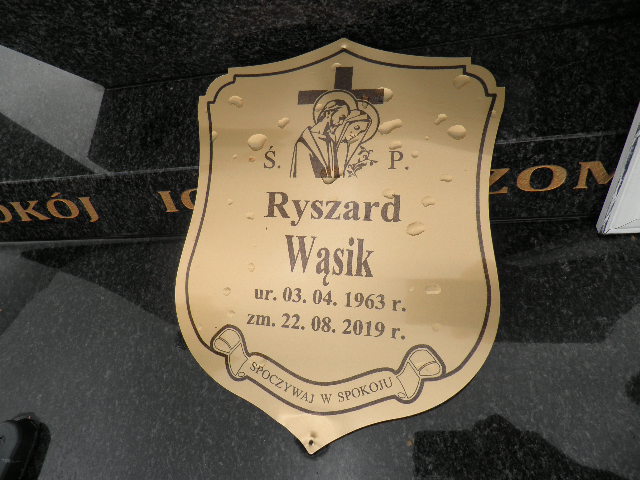 Ś. P.
Ryszard
Wąsik
ur. 03. 04. 1963 r.
zm. 22. 08. 2019 r.
SPOCZYWAJ W SPOKOJU